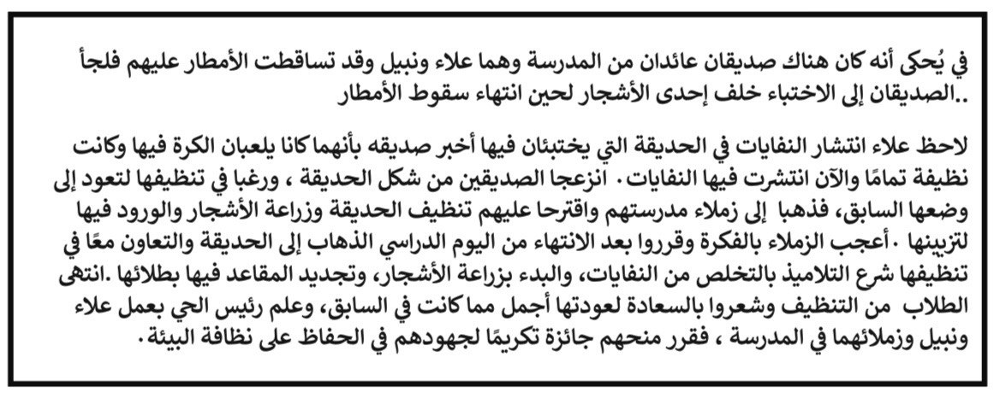 في يُحكى أنه كان هناك صديقان عائدان من المدرسة وهما علاء ونبيل وقد تساقطت الأمطار عليهم فلجأ
..الصديقان إلى الاختباء خلف إحدى الأشجار لحين انتهاء سقوط الأمطار
لاحظ علاء انتشار النفايات في الحديقة التي يختبئان فيها أخبر صديقه بأنهما كانا يلعبان الكرة فيها وكانت
نظيفة تمامًا والآن انتشرت فيها النفايات. انزعجا الصديقين من شكل الحديقة ، ورغبا في تنظيفها لتعود إلى
وضعها السابق، فذهبا إلى زملاء مدرستهم واقترحا عليهم تنظيف الحديقة وزراعة الأشجار والورود فيها
لتزيينها .أعجب الزملاء بالفكرة وقرروا بعد الانتهاء من اليوم الدراسي الذهاب إلى الحديقة والتعاون معًا في
تنظيفها شرع التلاميذ بالتخلص من النفايات، والبدء بزراعة الأشجار، وتجديد المقاعد فيها بطلائها .انتهى
الطلاب من التنظيف وشعروا بالسعادة لعودتها أجمل مما كانت في السابق، وعلم رئيس الحي بعمل علاء
ونبيل وزملائهما في المدرسة ، فقرر منحهم جائزة تكريمًا لجهودهم في الحفاظ على نظافة البيئة.